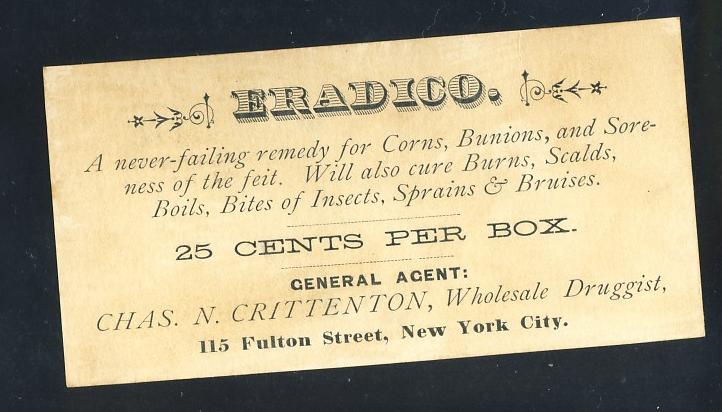 ERADICO.
A never-failing remedy for Corns, Bunions, and Sore-
ness of the feit. Will also cure Burns, Scalds,
Boils, Bites of Insects, Sprains & Bruises.
25 CENTS PER BOX.
GENERAL AGENT:
CHAS. N. CRITTENTON, Wholesale Druggist,
115 Fulton Street, New York City.